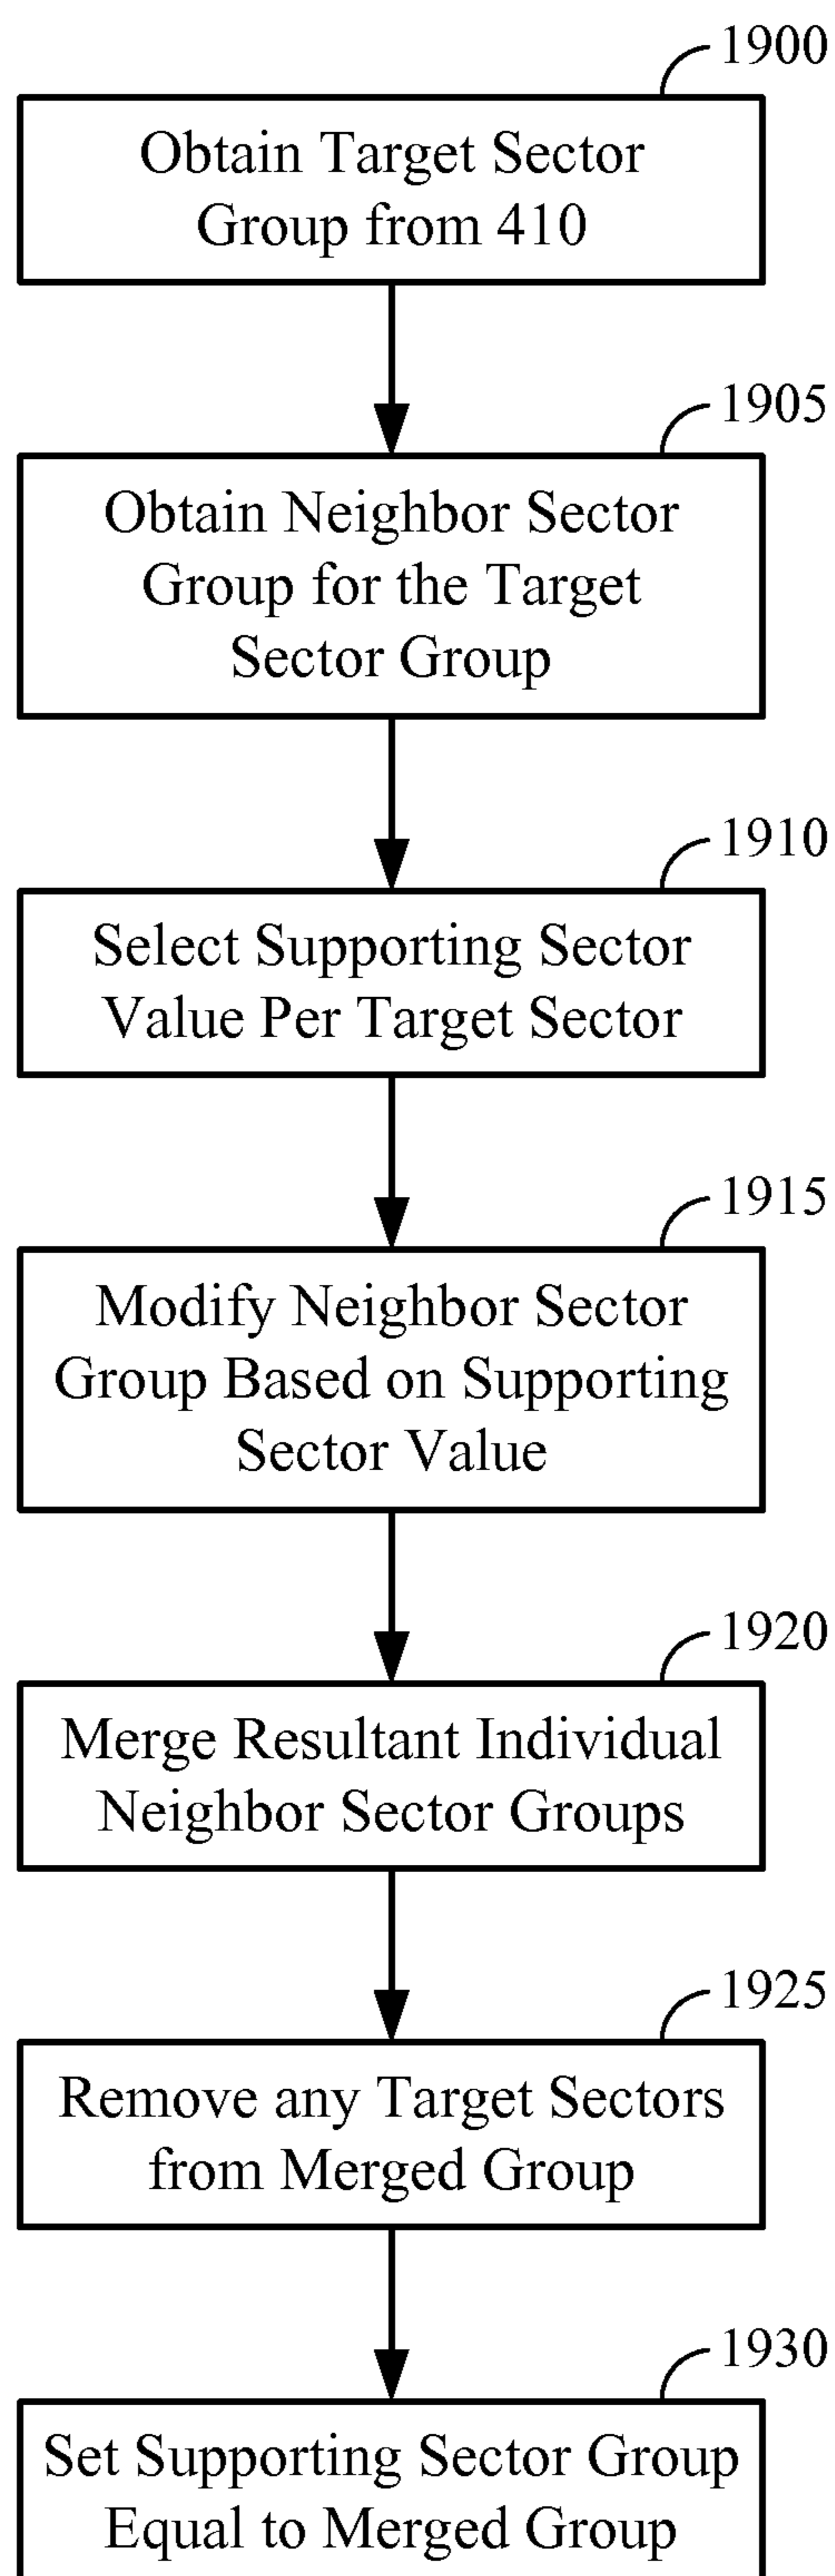 1900
Obtain Target Sector
Group from 410
1905
Obtain Neighbor Sector
Group for the Target
Sector Group
1910
Select Supporting Sector
Value Per Target Sector
1915
Modify Neighbor Sector
Group Based on Supporting
Sector Value
1920
Merge Resultant Individual
Neighbor Sector Groups
1925
Remove any Target Sectors
from Merged Group
1930
Set Supporting Sector Group
Equal to Merged Group